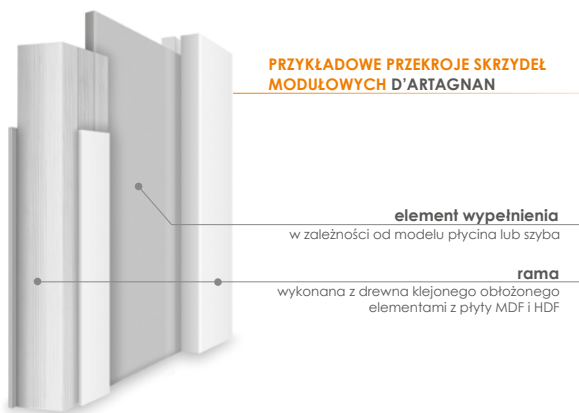 PRZYKŁADOWE PRZEKROJE SKRZYDEŁ
MODUŁOWYCH D’ARTAGNAN
element wypełnienia
w zależności od modelu płycina lub szyba
rama
wykonana z drewna klejonego obłożonego
elementami z płyty MDF i HDF